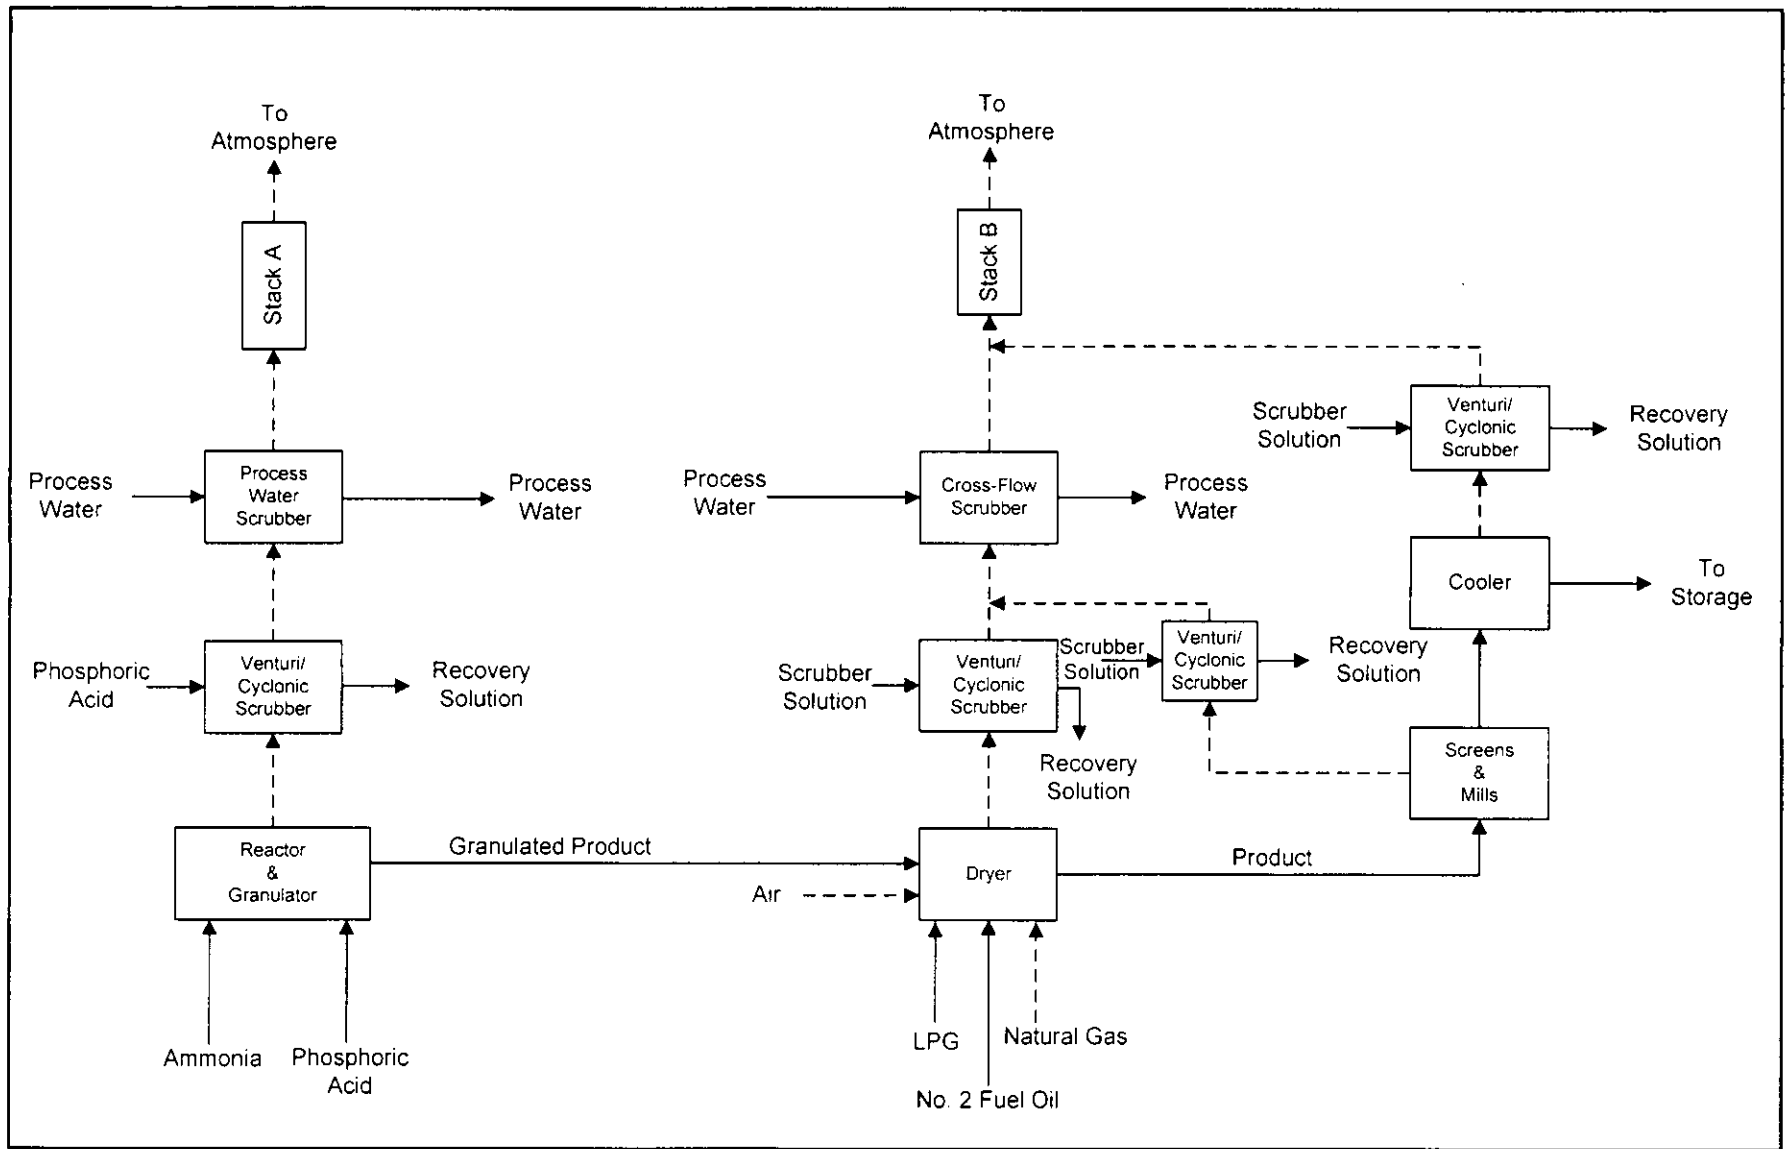 To
Atmosphere
To
Atmosphere
Stack A
Stack B
Process
Water
Process
Water
Scrubber
Process
Water
Process
Water
Cross-Flow
Scrubber
Process
Water
Scrubber
Solution
Venturi/
Cyclonic
Scrubber
Recovery
Solution
Cooler
To
Storage
Phosphoric
Acid
Venturi/
Cyclonic
Scrubber
Recovery
Solution
Scrubber
Solution
Venturi/
Cyclonic
Scrubber
Recovery
Solution
Scrubber
Solution
Venturi/
Cyclonic
Scrubber
Recovery
Solution
Screens
&
Mills
Reactor
&
Granulator
Granulated Product
Air
Dryer
Product
Ammonia
Phosphoric
Acid
LPG
Natural Gas
No. 2 Fuel Oil